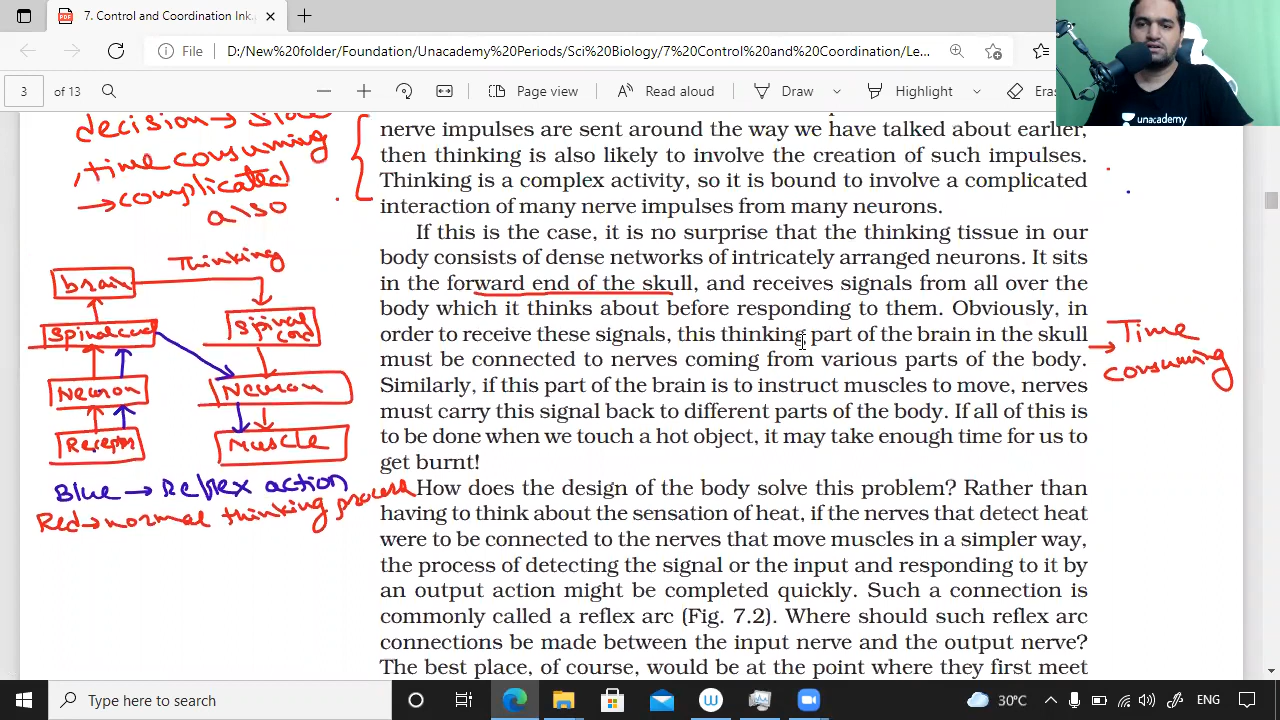 7. Control and Coordination Ink.
File
D:/New%20folder/Foundation/Unacademy%20Periods/Sci%20Biology/7%20Control%20and%20Coordination/Le...
3 of 13
Page view
Read aloud
Draw
Highlight
Eras
unacademy
decision → slow
, time consuming
→ complicated
also
nerve impulses are sent around the way we have talked about earlier,
then thinking is also likely to involve the creation of such impulses.
Thinking is a complex activity, so it is bound to involve a complicated
interaction of many nerve impulses from many neurons.
If this is the case, it is no surprise that the thinking tissue in our
body consists of dense networks of intricately arranged neurons. It sits
in the forward end of the skull, and receives signals from all over the
body which it thinks about before responding to them. Obviously, in
order to receive these signals, this thinking part of the brain in the skull
must be connected to nerves coming from various parts of the body.
Similarly, if this part of the brain is to instruct muscles to move, nerves
must carry this signal back to different parts of the body. If all of this is
to be done when we touch a hot object, it may take enough time for us to
get burnt!
How does the design of the body solve this problem? Rather than
having to think about the sensation of heat, if the nerves that detect heat
were to be connected to the nerves that move muscles in a simpler way,
the process of detecting the signal or the input and responding to it by
an output action might be completed quickly. Such a connection is
commonly called a reflex arc (Fig. 7.2). Where should such reflex arc
connections be made between the input nerve and the output nerve?
The best place, of course, would be at the point where they first meet
Thinking
brain
Spinal cord
Spinal
cord
Neuron
Neuron
Receptor
Muscle
Blue → Reflex action
Red → normal thinking process
→ Time
consuming
Type here to search
30°C
ENG